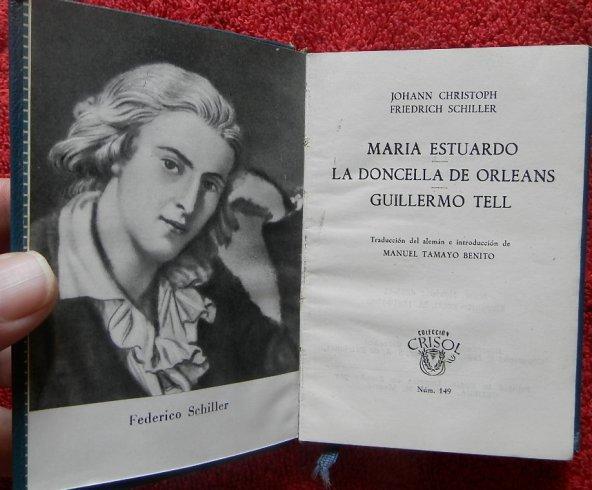 Federico Schiller
JOHANN CHRISTOPH
FRIEDRICH SCHILLER
MARIA ESTUARDO
LA DONCELLA DE ORLEANS
GUILLERMO TELL
Traducción del alemán e introducción de
MANUEL TAMAYO BENITO
COLECCIÓN
CRISOL
Núm. 149